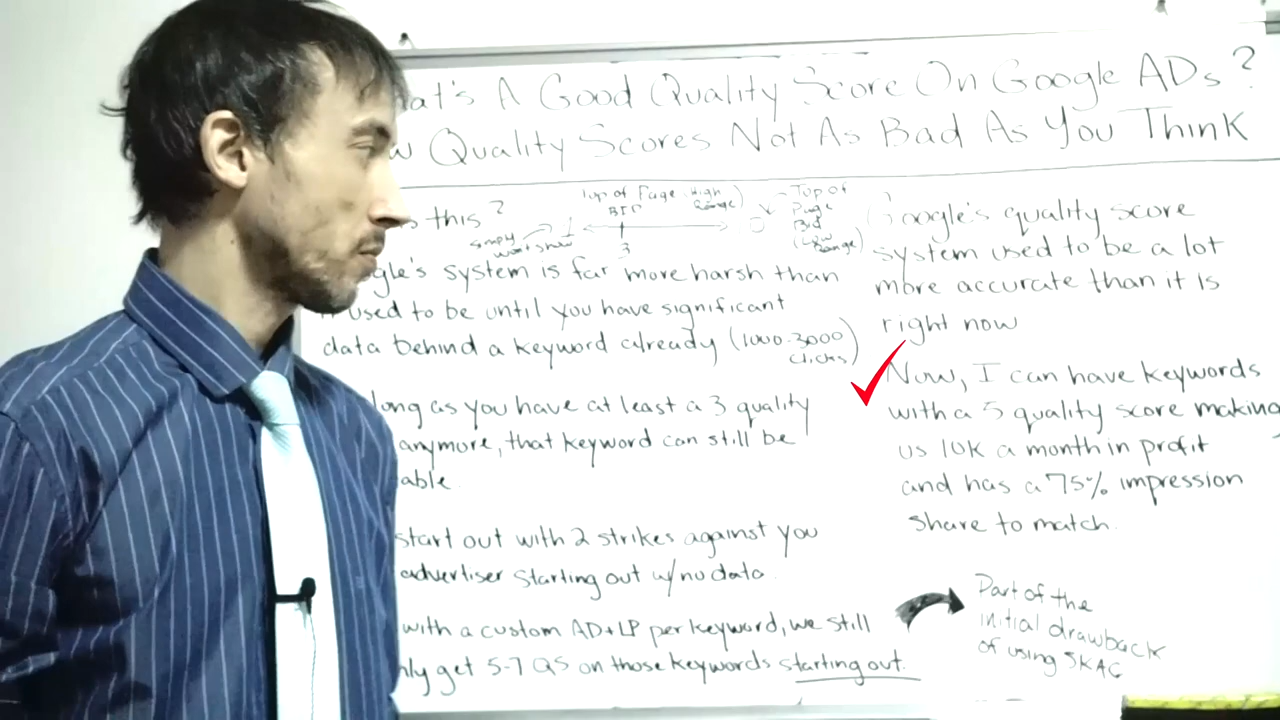 at's A Good Quality Score On Google ADs?
w Quality Scores Not As Bad As You Think
s this?
Top of Page High Range)
3
Top of
Page
Bid
(Low
Range)
gle's system is far more harsh than
it used to be until you have significant
data behind a keyword already (1000-3000
clicks)
long as you have at least a 3 quality
anymore, that keyword can still be
able.
start out with 2 strikes against you
advertiser starting out w/no data.
with a custom AD+LP per keyword, we still
nly get 5-7 QS on those keywords starting out.
Google's quality score
system used to be a lot
more accurate than it is
right now
Now, I can have keywords
with a 5 quality score making
us 10K a month in profit
and has a 75% impression
share to match.
Part of the
initial drawback
of using SKAG